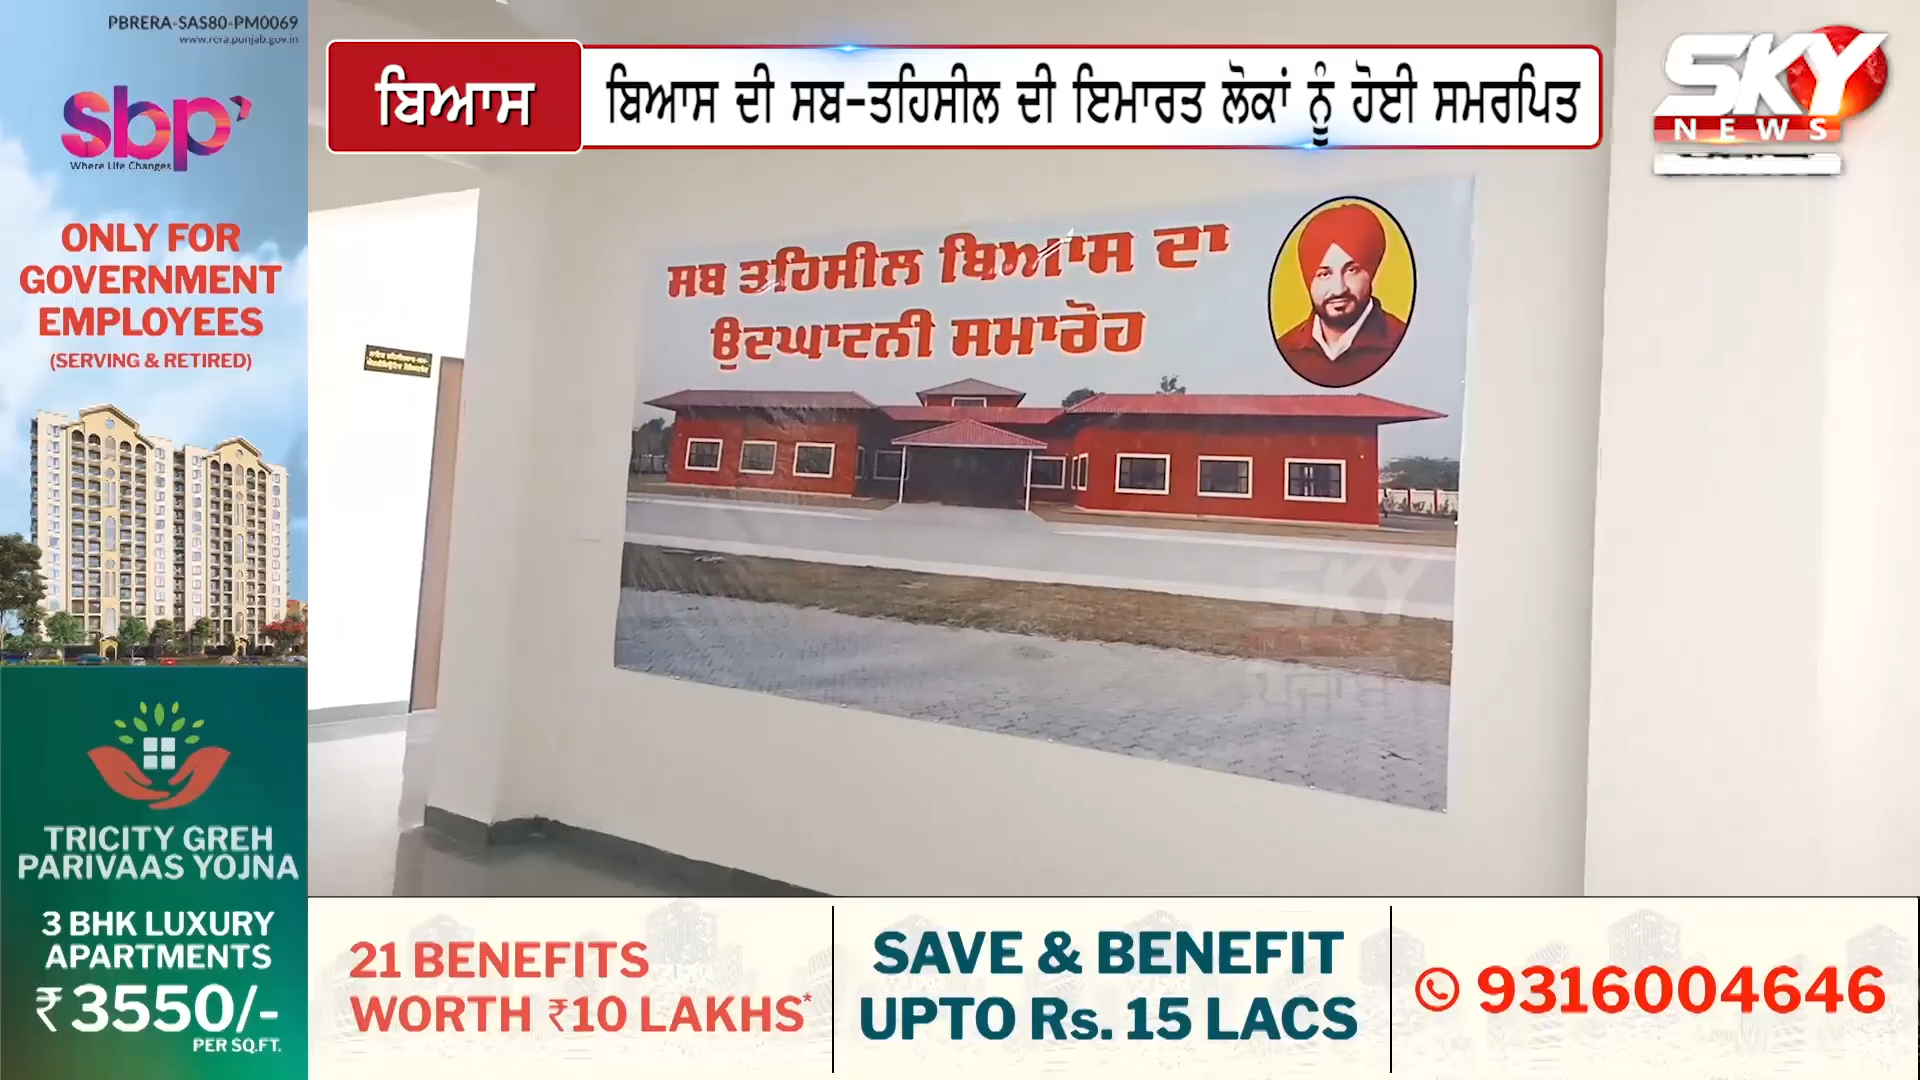 PBRERA-SAS80-PM0069
www.rera.punjab.gov.in
sbp
Where Life Changes
ONLY FOR
GOVERNMENT
EMPLOYEES
(SERVING & RETIRED)
TRICITY GREH
PARIVAAS YOJNA
3 BHK LUXURY
APARTMENTS
₹3550/-
PER SQ.FT.
ਬਿਆਸ
ਬਿਆਸ ਦੀ ਸਬ-ਤਹਿਸੀਲ ਦੀ ਇਮਾਰਤ ਲੋਕਾਂ ਨੂੰ ਹੋਈ ਸਮਰਪਿਤ
SKY
NEWS
ਸਬ ਤਹਿਸੀਲ ਬਿਆਸ ਦਾ
ਉਦਘਾਟਨੀ ਸਮਾਰੋਹ
SKY
NEWS
ਪੰਜਾਬ
21 BENEFITS
WORTH ₹10 LAKHS*
SAVE & BENEFIT
UPTO Rs. 15 LACS
9316004646